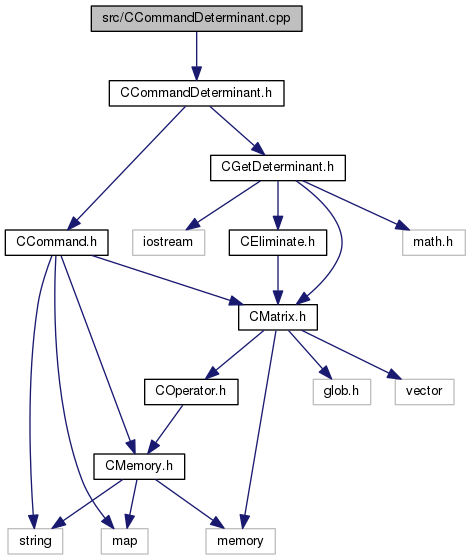 src/CCommandDeterminant.cpp
CCommandDeterminant.h
CGetDeterminant.h
CCommand.h
iostream
CEliminate.h
math.h
CMatrix.h
COperator.h
glob.h
vector
CMemory.h
string
map
memory